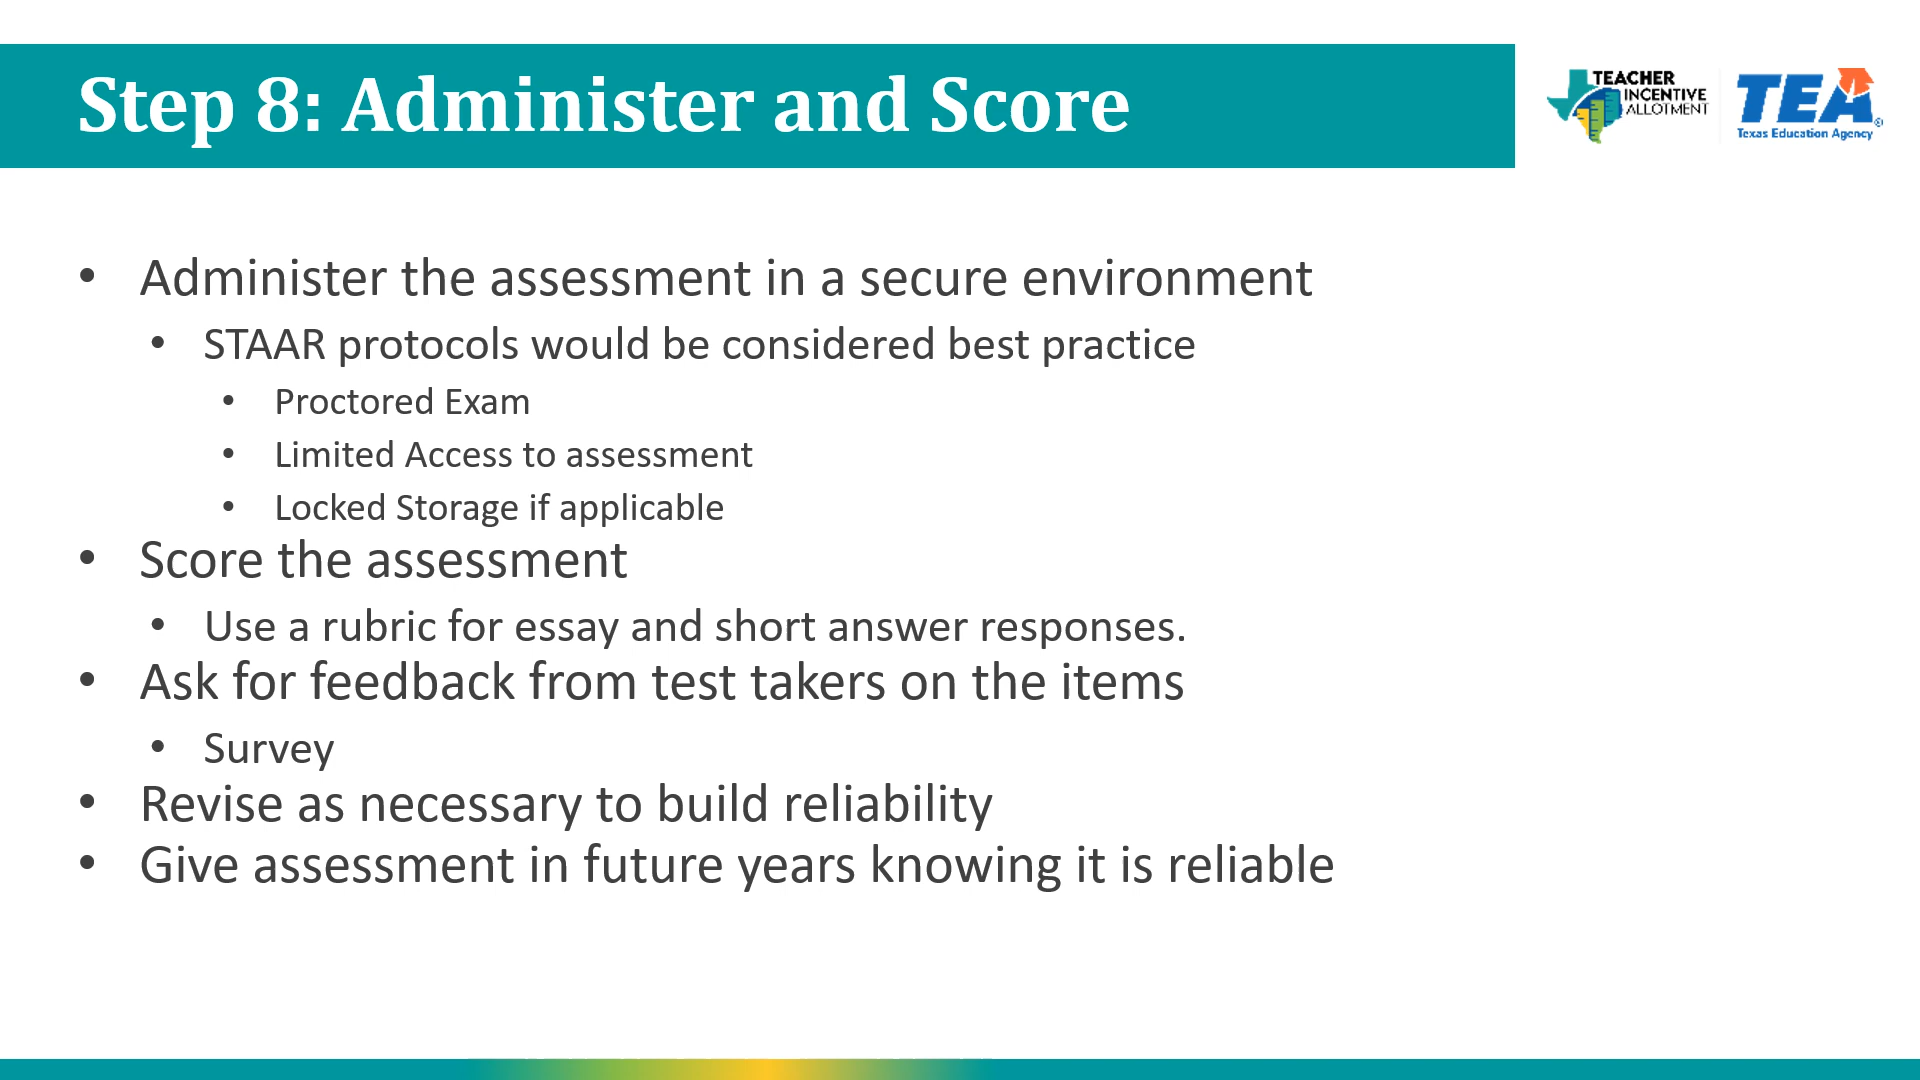 Step 8: Administer and Score
TEACHER
INCENTIVE
ALLOTMENT
TEA®
Texas Education Agency
• Administer the assessment in a secure environment
• STAAR protocols would be considered best practice
• Proctored Exam
• Limited Access to assessment
• Locked Storage if applicable
• Score the assessment
• Use a rubric for essay and short answer responses.
• Ask for feedback from test takers on the items
• Survey
• Revise as necessary to build reliability
• Give assessment in future years knowing it is reliable